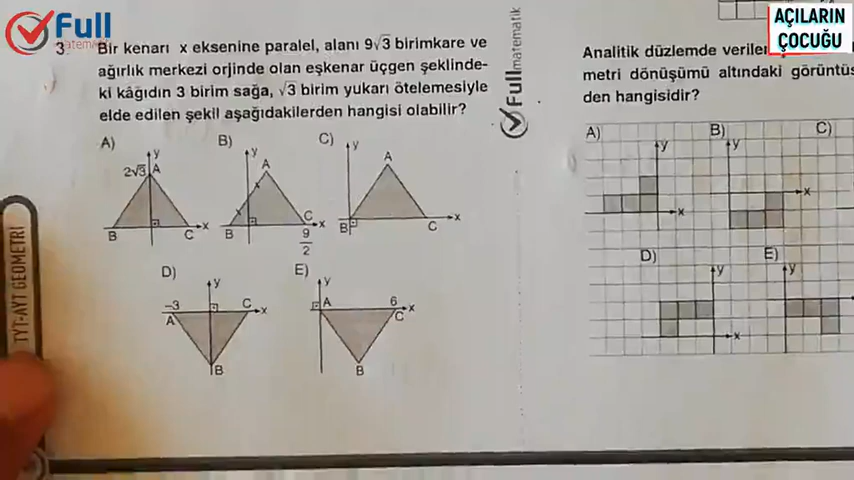 Full
matematik
AÇILARIN
ÇOCUĞU
3. Bir kenarı x eksenine paralel, alanı 9√3 birimkare ve
ağırlık merkezi orjinde olan eşkenar üçgen şeklinde-
ki kâğıdın 3 birim sağa, √3 birim yukarı ötelemesiyle
elde edilen şekil aşağıdakilerden hangisi olabilir?
A) y 2√3 A B C x
B) y A B C x 9/2
C) y A B C x
D) y -3 C x A B
E) y A 6 x C B
Fullmatematik
TYT-AYT GEOMETRİ
Analitik düzlemde verilen
metri dönüşümü altındaki görüntüs
den hangisidir?
A) y x
B) y x
C)
D) y x
E) y